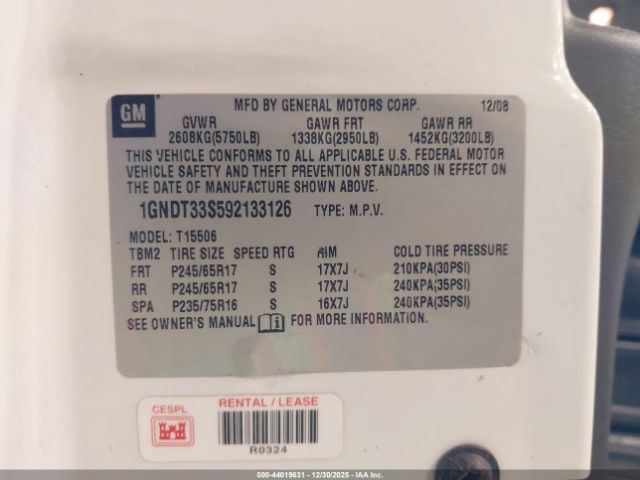 GM
MFD BY GENERAL MOTORS CORP. 12/08
GVWR GAWR FRT GAWR RR
2608KG(5750LB) 1338KG(2950LB) 1452KG(3200LB)
THIS VEHICLE CONFORMS TO ALL APPLICABLE U.S. FEDERAL MOTOR
VEHICLE SAFETY AND THEFT PREVENTION STANDARDS IN EFFECT ON
THE DATE OF MANUFACTURE SHOWN ABOVE.
1GNDT33S592133126 TYPE: M.P.V.
MODEL: T15506
TBM2 TIRE SIZE SPEED RTG RIM COLD TIRE PRESSURE
FRT P245/65R17 S 17X7J 210KPA(30PSI)
RR P245/65R17 S 17X7J 240KPA(35PSI)
SPA P235/75R16 S 16X7J 240KPA(35PSI)
SEE OWNER'S MANUAL FOR MORE INFORMATION.
CESPL RENTAL / LEASE
R0324
000-44019631 - 12/30/2025 - IAAI.COM